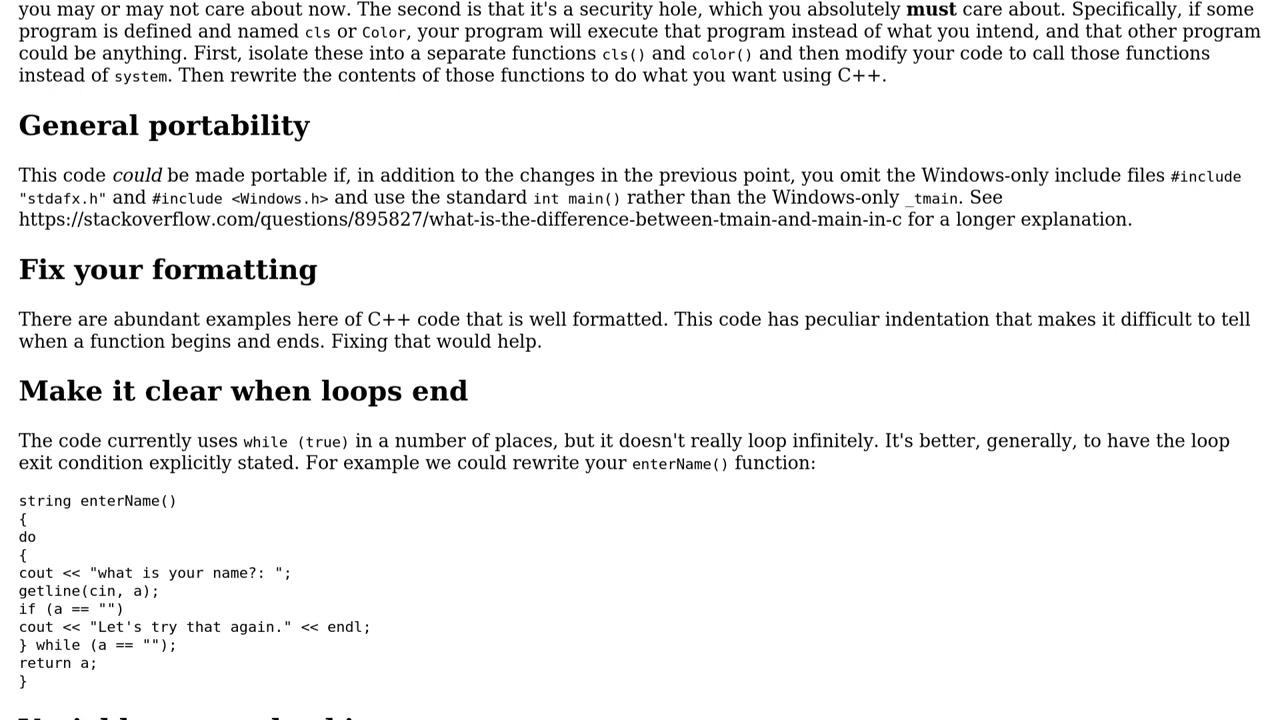 you may or may not care about now. The second is that it's a security hole, which you absolutely must care about. Specifically, if some
program is defined and named cls or Color, your program will execute that program instead of what you intend, and that other program
could be anything. First, isolate these into a separate functions cls() and color() and then modify your code to call those functions
instead of system. Then rewrite the contents of those functions to do what you want using C++.
General portability
This code could be made portable if, in addition to the changes in the previous point, you omit the Windows-only include files #include
"stdafx.h" and #include <Windows.h> and use the standard int main() rather than the Windows-only _tmain. See
https://stackoverflow.com/questions/895827/what-is-the-difference-between-tmain-and-main-in-c for a longer explanation.
Fix your formatting
There are abundant examples here of C++ code that is well formatted. This code has peculiar indentation that makes it difficult to tell
when a function begins and ends. Fixing that would help.
Make it clear when loops end
The code currently uses while (true) in a number of places, but it doesn't really loop infinitely. It's better, generally, to have the loop
exit condition explicitly stated. For example we could rewrite your enterName() function:
string enterName()
{
do
{
cout << "what is your name?: ";
getline(cin, a);
if (a == "")
cout << "Let's try that again." << endl;
} while (a == "");
return a;
}